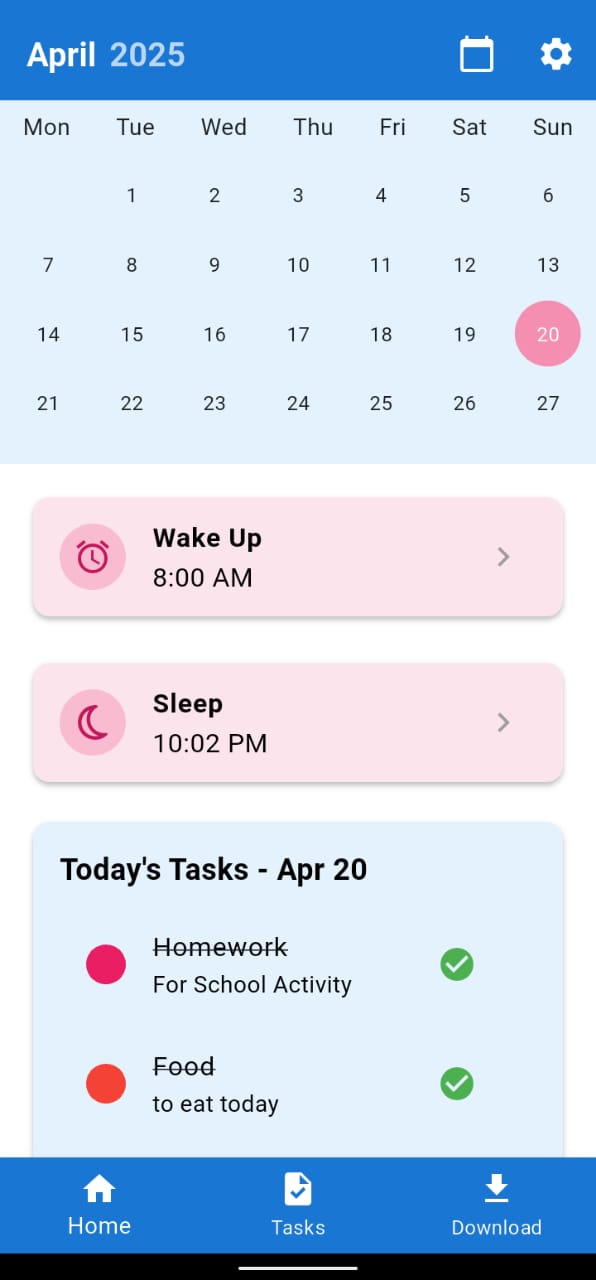 April 2025
Mon Tue Wed Thu Fri Sat Sun
1 2 3 4 5 6
7 8 9 10 11 12 13
14 15 16 17 18 19 20
21 22 23 24 25 26 27
Wake Up
8:00 AM
Sleep
10:02 PM
Today's Tasks - Apr 20
Homework
For School Activity
Food
to eat today
Home Tasks Download